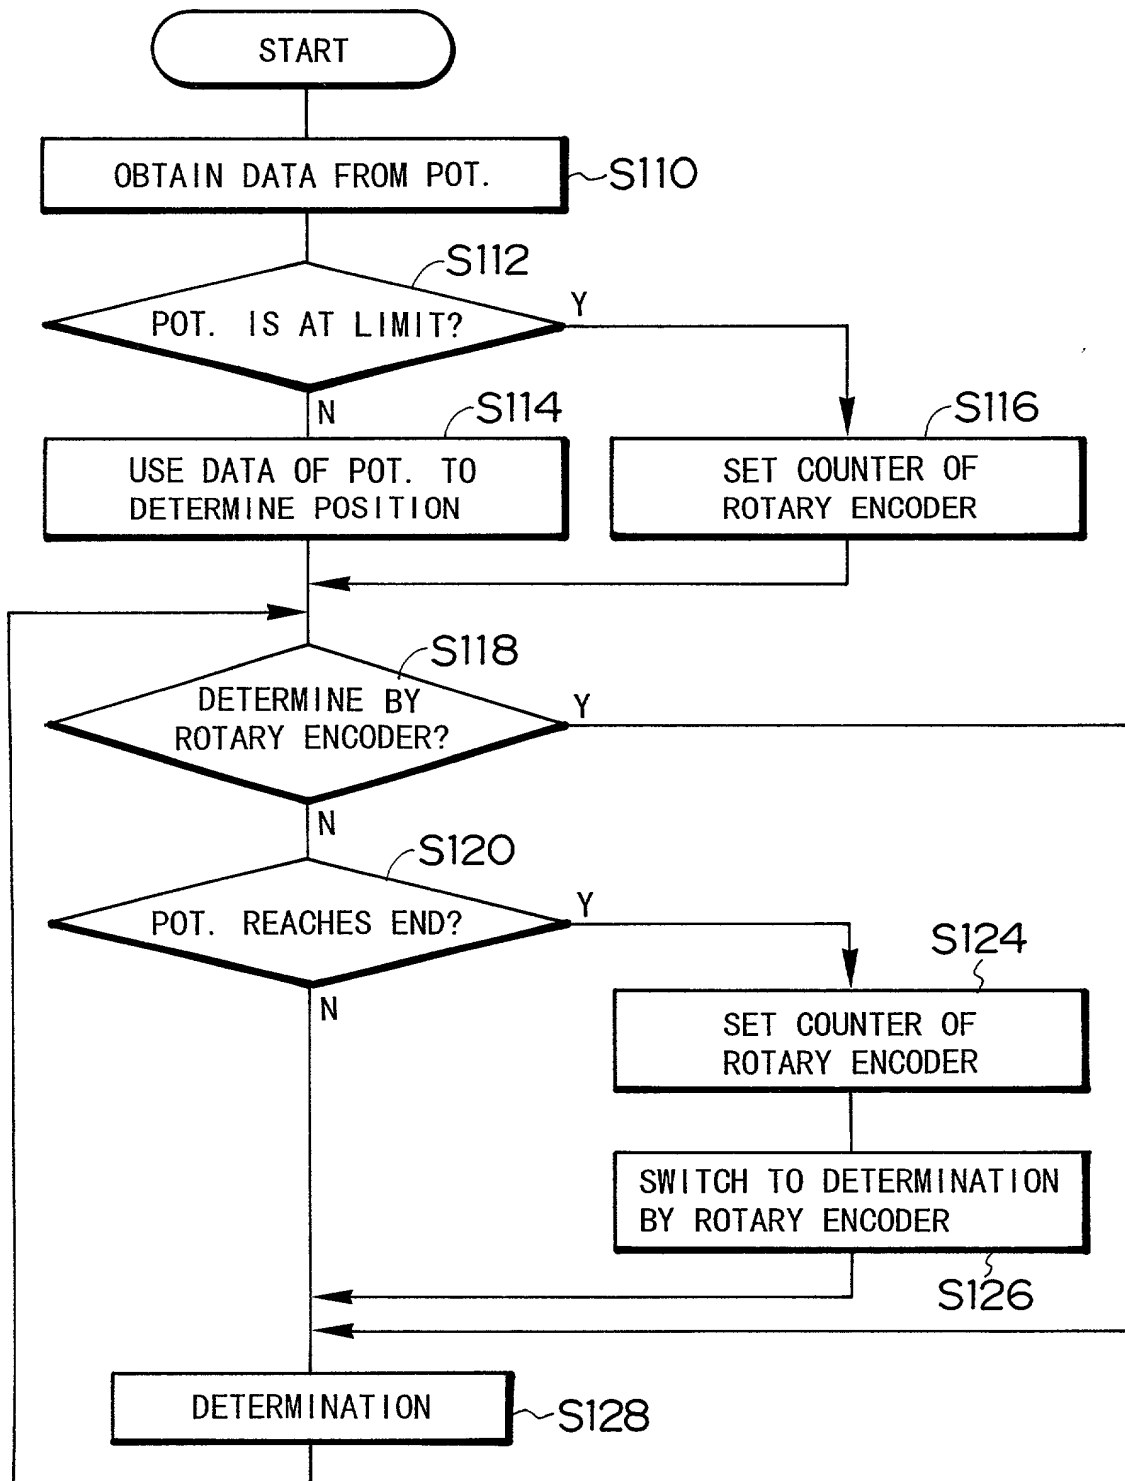 START
OBTAIN DATA FROM POT.
S110
S112
POT. IS AT LIMIT?
Y
N
S114
USE DATA OF POT. TO
DETERMINE POSITION
S116
SET COUNTER OF
ROTARY ENCODER
S118
DETERMINE BY
ROTARY ENCODER?
Y
N
S120
POT. REACHES END?
Y
N
S124
SET COUNTER OF
ROTARY ENCODER
SWITCH TO DETERMINATION
BY ROTARY ENCODER
S126
DETERMINATION
S128